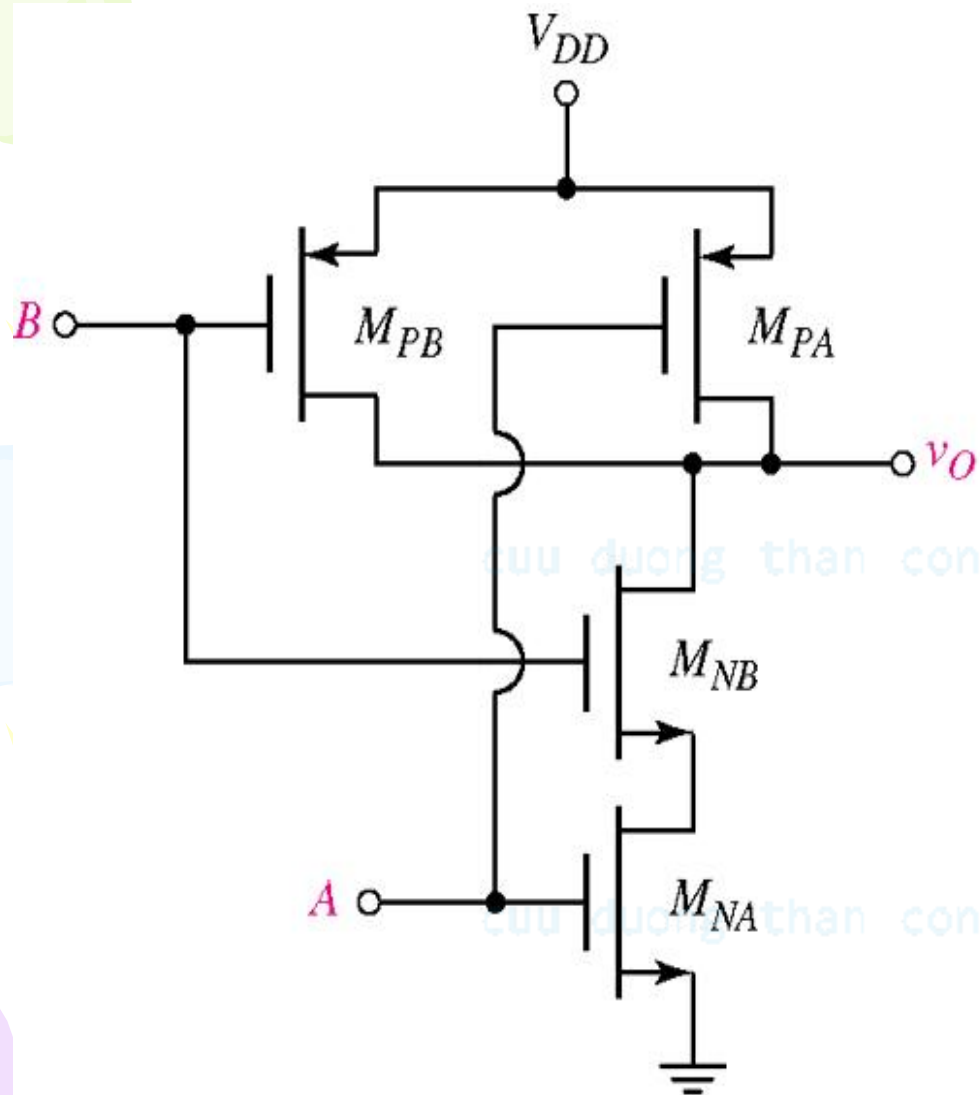 V_DD
B
M_PB
M_PA
v_O
cuu duong than con
M_NB
A
M_NA
cuu duong than con